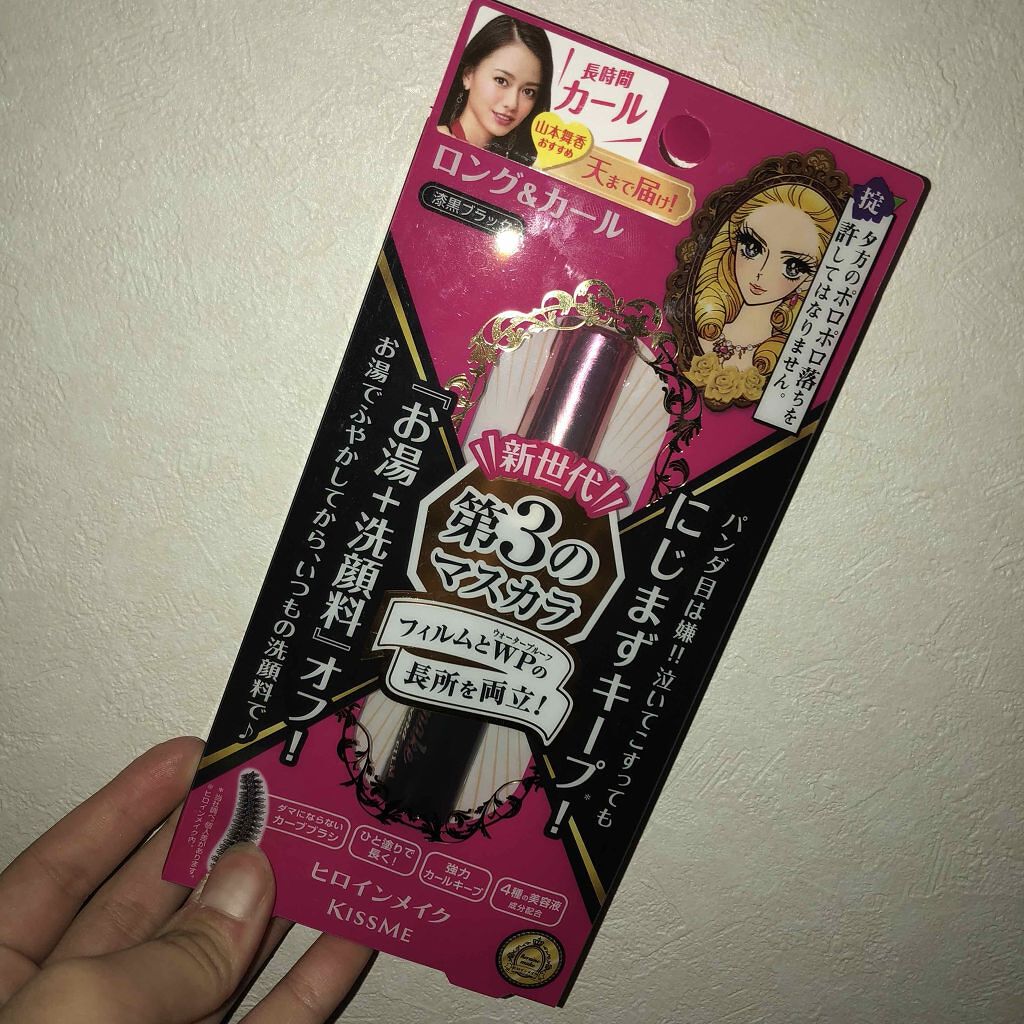 長時間
カール
山本舞香
おすすめ
天まで届け!
ロング&カール
漆黒ブラック
掟
夕方のポロポロ落ちを
許してはなりません。
新世代
第3の
マスカラ
ウォータープルーフ
フィルムとWPの
長所を両立!
『お湯+洗顔料』オフ!
お湯でふやかしてから、いつもの洗顔料で♪
パンダ目は嫌!!泣いてこすっても
にじまずキープ*!
ダマにならない
カーブブラシ
ひと塗りで
長く!
強力
カールキープ
4種の美容液
成分配合
ヒロインメイク
KISSME
heroine
make